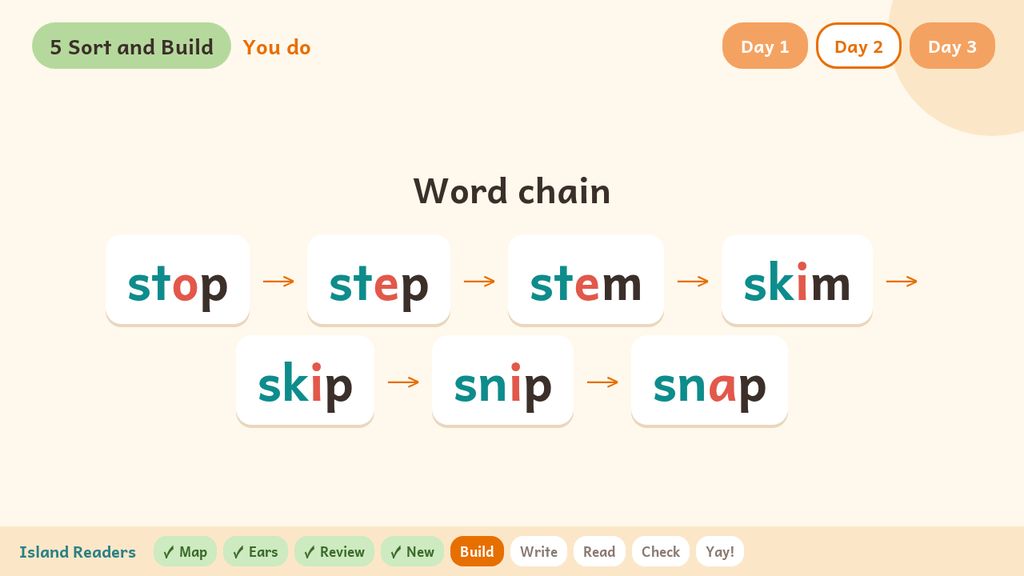 5 Sort and Build You do Day 1 Day 2 Day 3
Word chain
stop → step → stem → skim →
skip → snip → snap
Island Readers ✓ Map ✓ Ears ✓ Review ✓ New Build Write Read Check Yay!